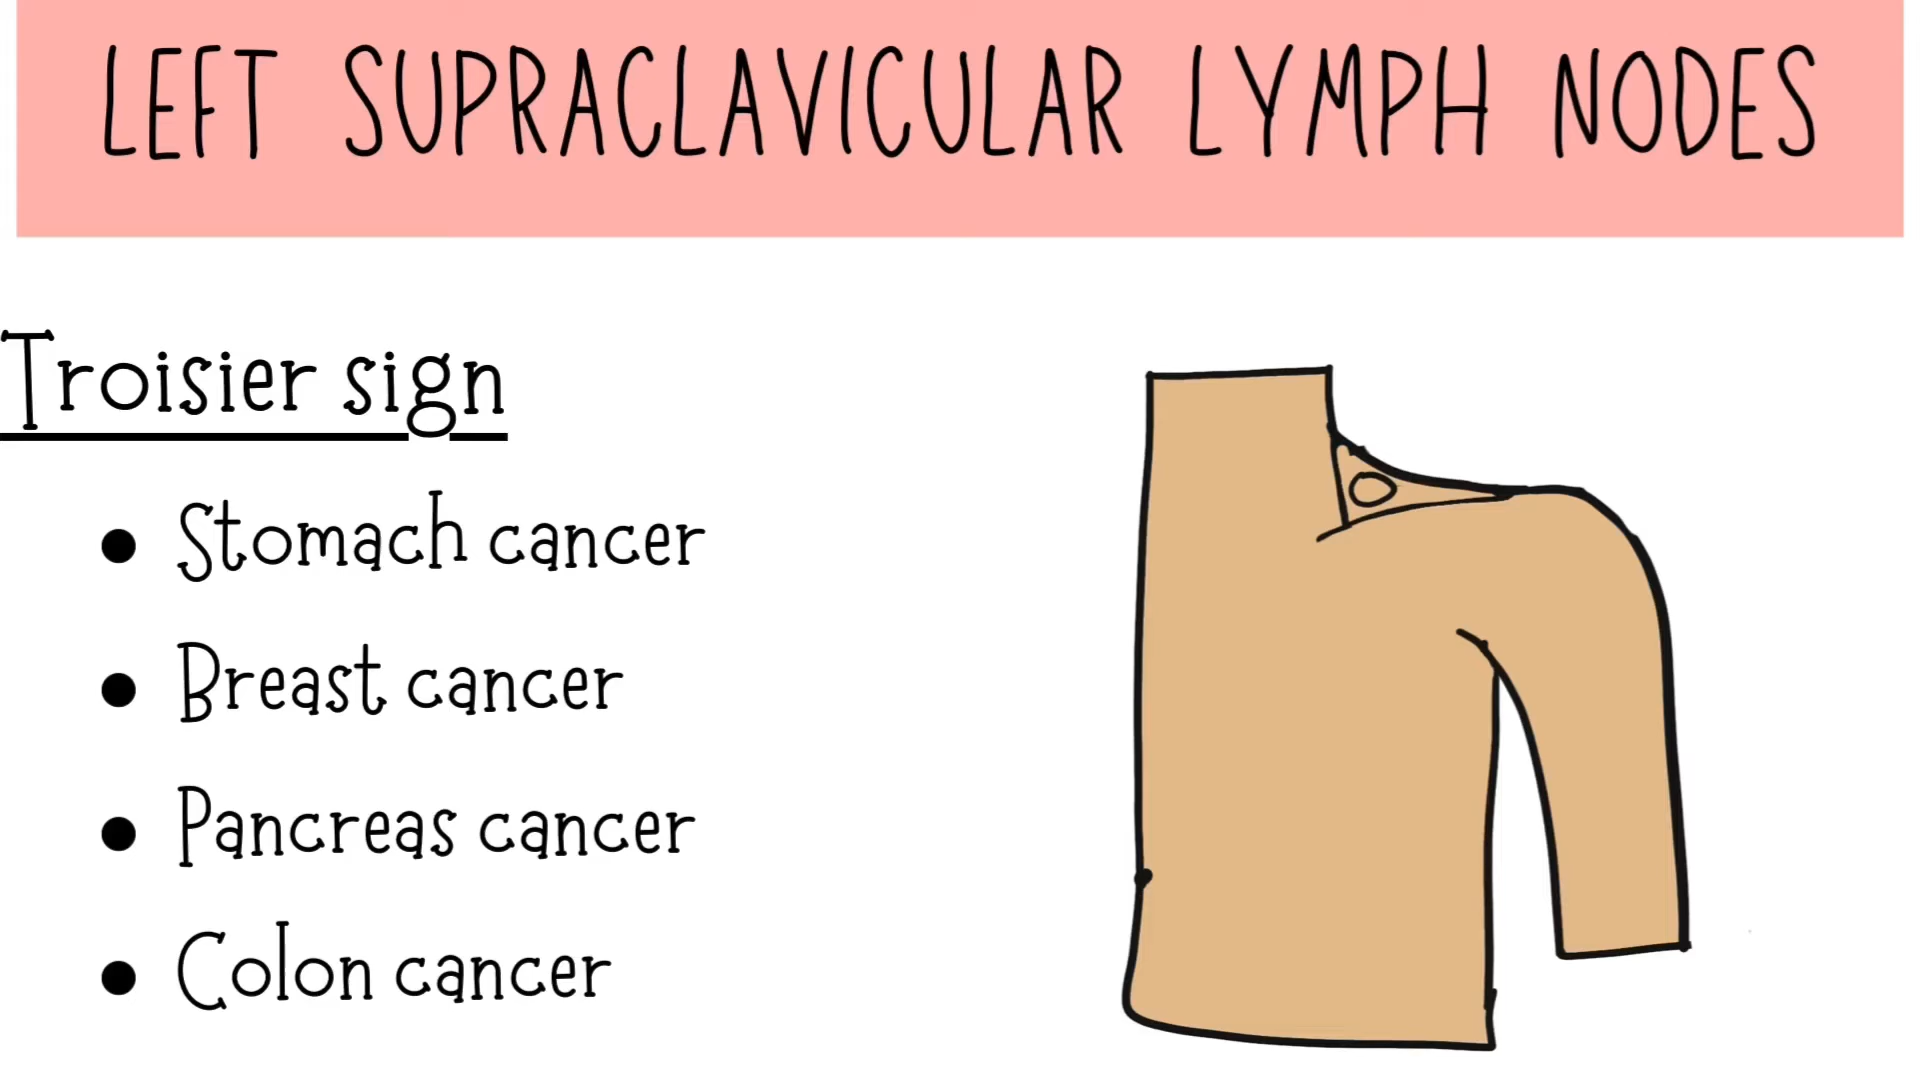 LEFT SUPRACLAVICULAR LYMPH NODES
Troisier sign
● Stomach cancer
● Breast cancer
● Pancreas cancer
● Colon cancer